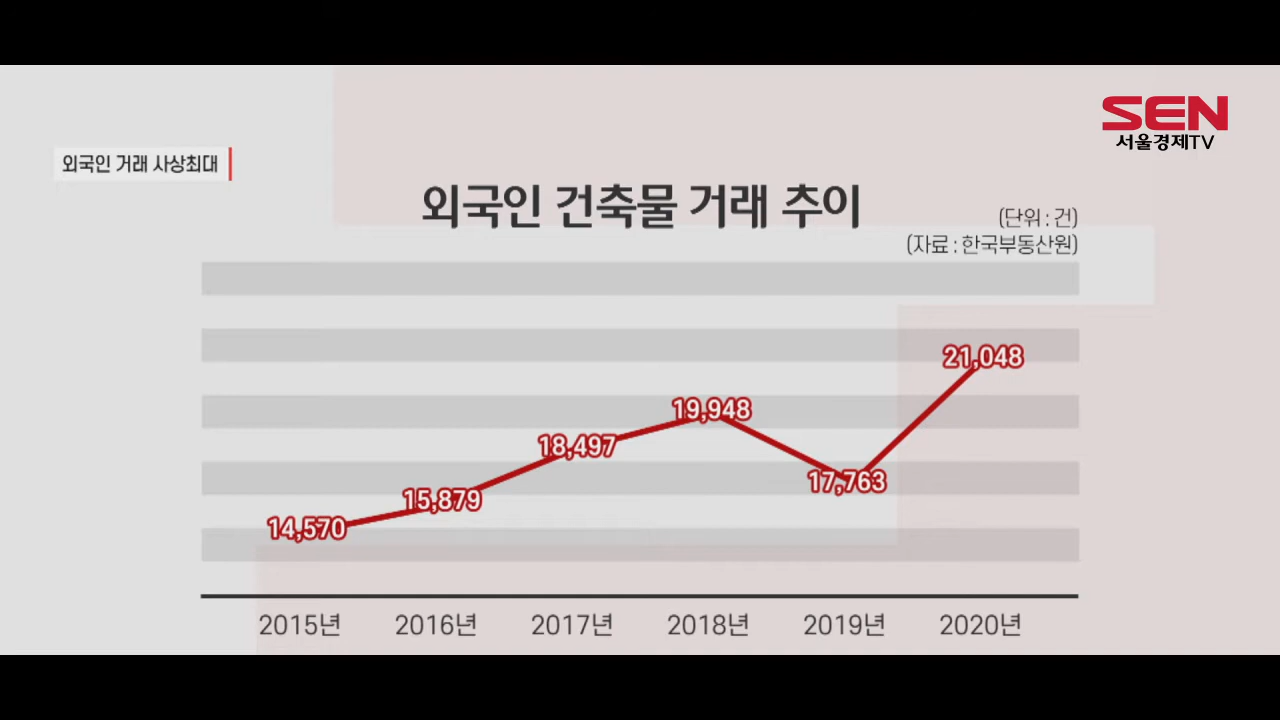 SEN
서울경제TV
외국인 거래 사상최대
외국인 건축물 거래 추이
(단위 : 건)
(자료 : 한국부동산원)
21,048
19,948
18,497
17,763
15,879
14,570
2015년 2016년 2017년 2018년 2019년 2020년